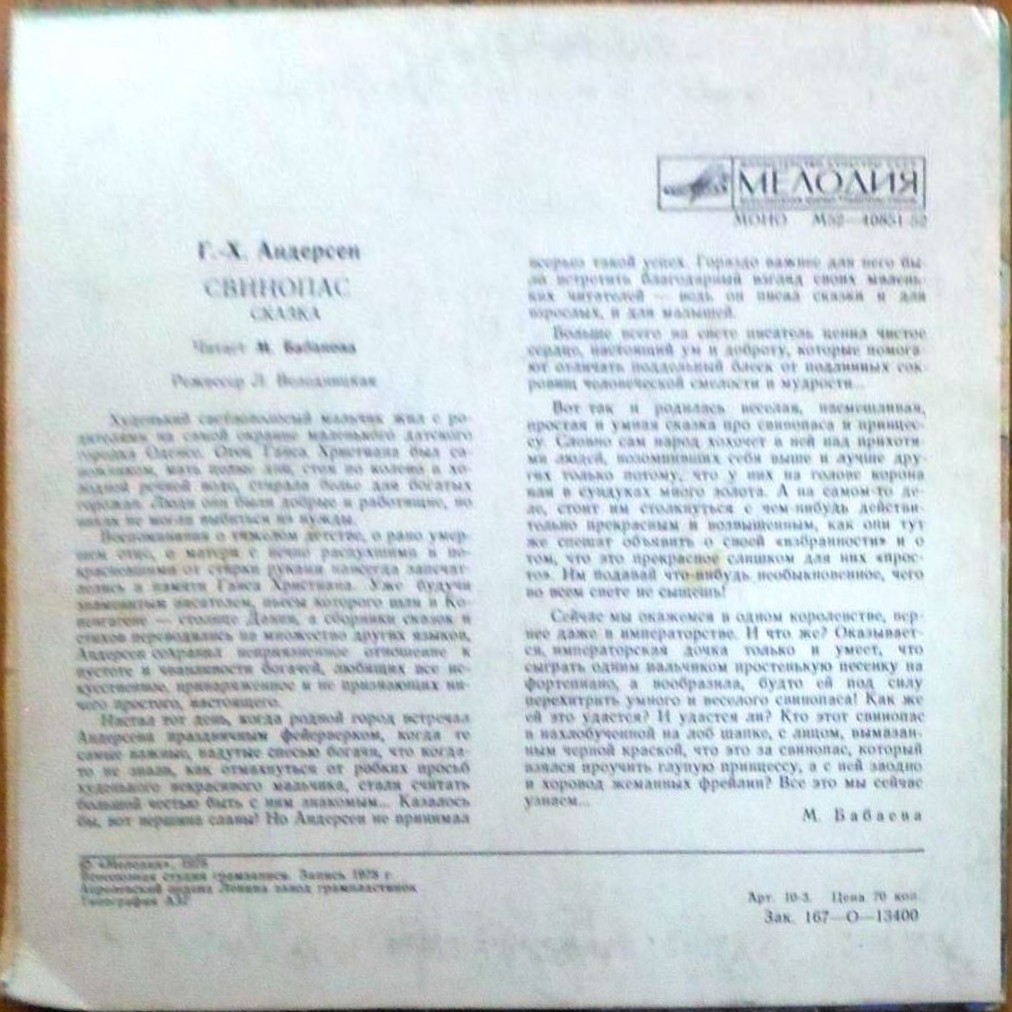 МИНИСТЕРСТВО КУЛЬТУРЫ СССР
МЕЛОДИЯ
МОНО М52—40851-52
Г.-Х. Андерсен
СВИНОПАС
СКАЗКА
Читает М. Бабанова
Режиссер Л. Володницкая
Худенький светловолосый мальчик жил с ро-
дителями на самой окраине маленького датского
городка Оденсе. Отец Ганса Христиана был са-
пожником, мать целые дни, стоя по колено в хо-
лодной речной воде, стирала белье для богатых
горожан. Люди они были добрые и работящие, но
никак не могли выбиться из нужды.
Воспоминания о тяжелом детстве, о рано умер-
шем отце, о матери с вечно распухшими и по-
красневшими от стирки руками навсегда запечат-
лелись в памяти Ганса Христиана. Уже будучи
знаменитым писателем, пьесы которого шли в Ко-
пенгагене — столице Дании, а сборники сказок и
стихов переводились на множество других языков,
Андерсен сохранил неприязненное отношение к
пустоте и чванливости богачей, любящих все ис-
кусственное, принаряженное и не признающих ни-
чего простого, настоящего.
Настал тот день, когда родной город встречал
Андерсена праздничным фейерверком, когда те
самые важные, надутые спесью богачи, что когда-
то не знали, как отмахнуться от робких просьб
худенького некрасивого мальчика, стали считать
большой честью быть с ним знакомым... Казалось
бы, вот вершина славы! Но Андерсен не принимал
всерьез такой успех. Гораздо важнее для него бы-
ло встретить благодарный взгляд своих малень-
ких читателей — ведь он писал сказки и для
взрослых, и для малышей.
Больше всего на свете писатель ценил чистое
сердце, настоящий ум и доброту, которые помога-
ют отличать поддельный блеск от подлинных сок-
ровищ человеческой смелости и мудрости...
Вот так и родилась веселая, насмешливая,
простая и умная сказка про свинопаса и принцес-
су. Словно сам народ хохочет в ней над прихотя-
ми людей, возомнивших себя выше и лучше дру-
гих только потому, что у них на голове корона
или в сундуках много золота. А на самом-то де-
ле, стоит им столкнуться с чем-нибудь действи-
тельно прекрасным и возвышенным, как они тут
же спешат объявить о своей «избранности» и о
том, что это прекрасное слишком для них «прос-
то». Им подавай что-нибудь необыкновенное, чего
во всем свете не сыщешь!
Сейчас мы окажемся в одном королевстве, вер-
нее даже в императорстве. И что же? Оказывает-
ся, императорская дочка только и умеет, что
сыграть одним пальчиком простенькую песенку на
фортепиано, а вообразила, будто ей под силу
перехитрить умного и веселого свинопаса! Как же
ей это удастся? И удастся ли? Кто этот свинопас
в нахлобученной на лоб шапке, с лицом, вымазан-
ным черной краской, что это за свинопас, который
взялся проучить глупую принцессу, а с ней заодно
и хоровод жеманных фрейлин? Все это мы сейчас
узнаем...
М. Бабаева
© «Мелодия», 1978
Всесоюзная студия грамзаписи. Запись 1978 г.
Апрелевский ордена Ленина завод грампластинок
Типография АЗГ
Арт. 10-3. Цена 70 коп.
Зак. 167—О—13400